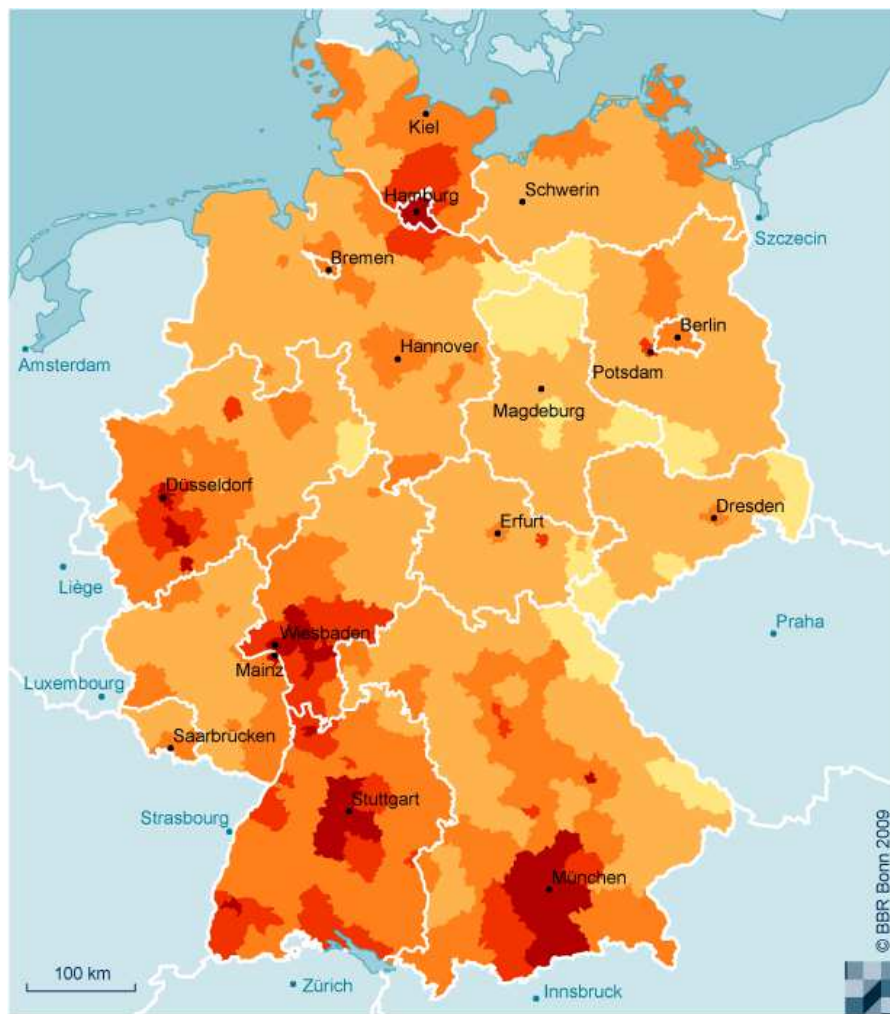 Kiel
Hamburg
Schwerin
Szczecin
Bremen
Berlin
Hannover
Amsterdam
Potsdam
Magdeburg
Düsseldorf
Dresden
Erfurt
Liège
Wiesbaden
Praha
Mainz
Luxembourg
Saarbrücken
Stuttgart
Strasbourg
München
© BBR Bonn 2009
100 km
Zürich
Innsbruck